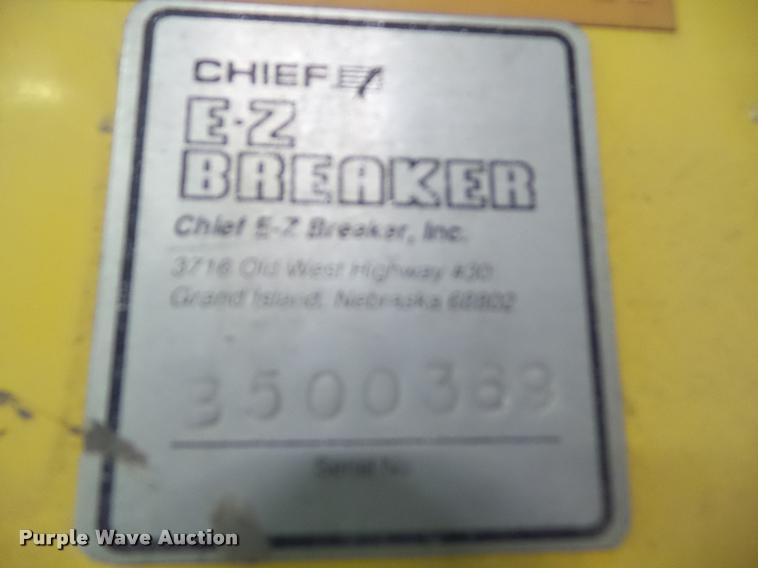 CHIEF
E-Z
BREAKER
Chief E-Z Breaker, Inc.
3716 Old West Highway #30
Grand Island, Nebraska 68802
3500369
Serial No.
Purple Wave Auction